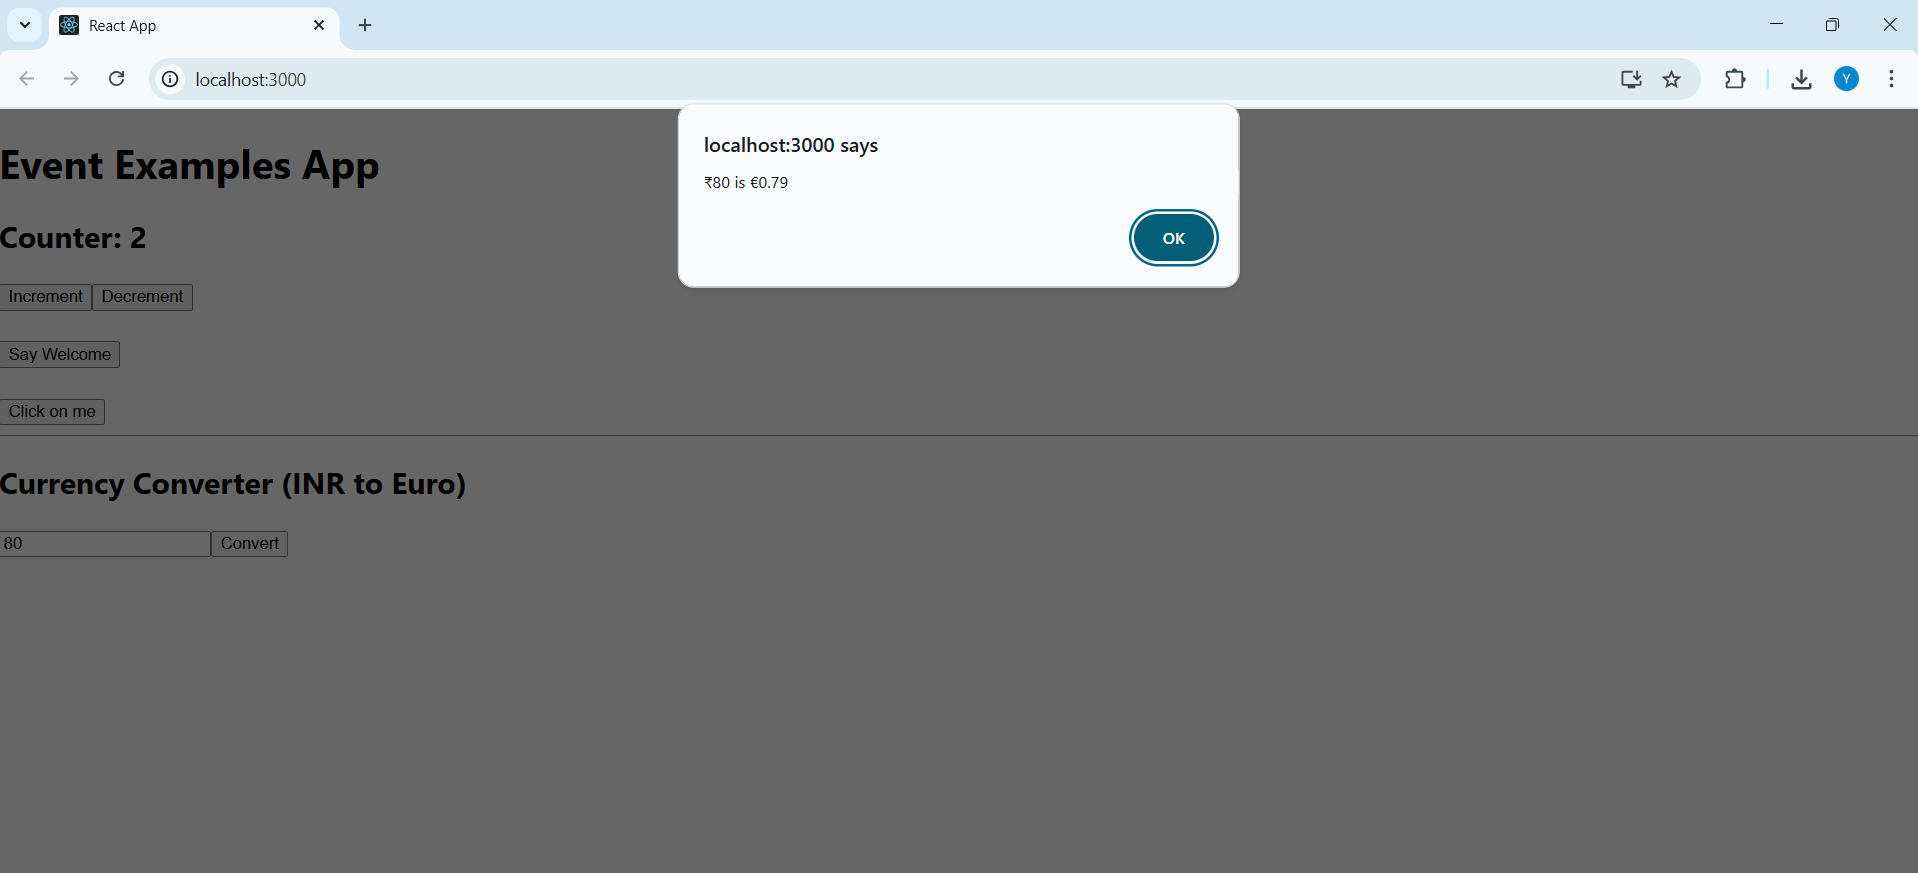 React App
localhost:3000
Y
localhost:3000 says
₹80 is €0.79
OK
Event Examples App
Counter: 2
Increment Decrement
Say Welcome
Click on me
Currency Converter (INR to Euro)
80 Convert